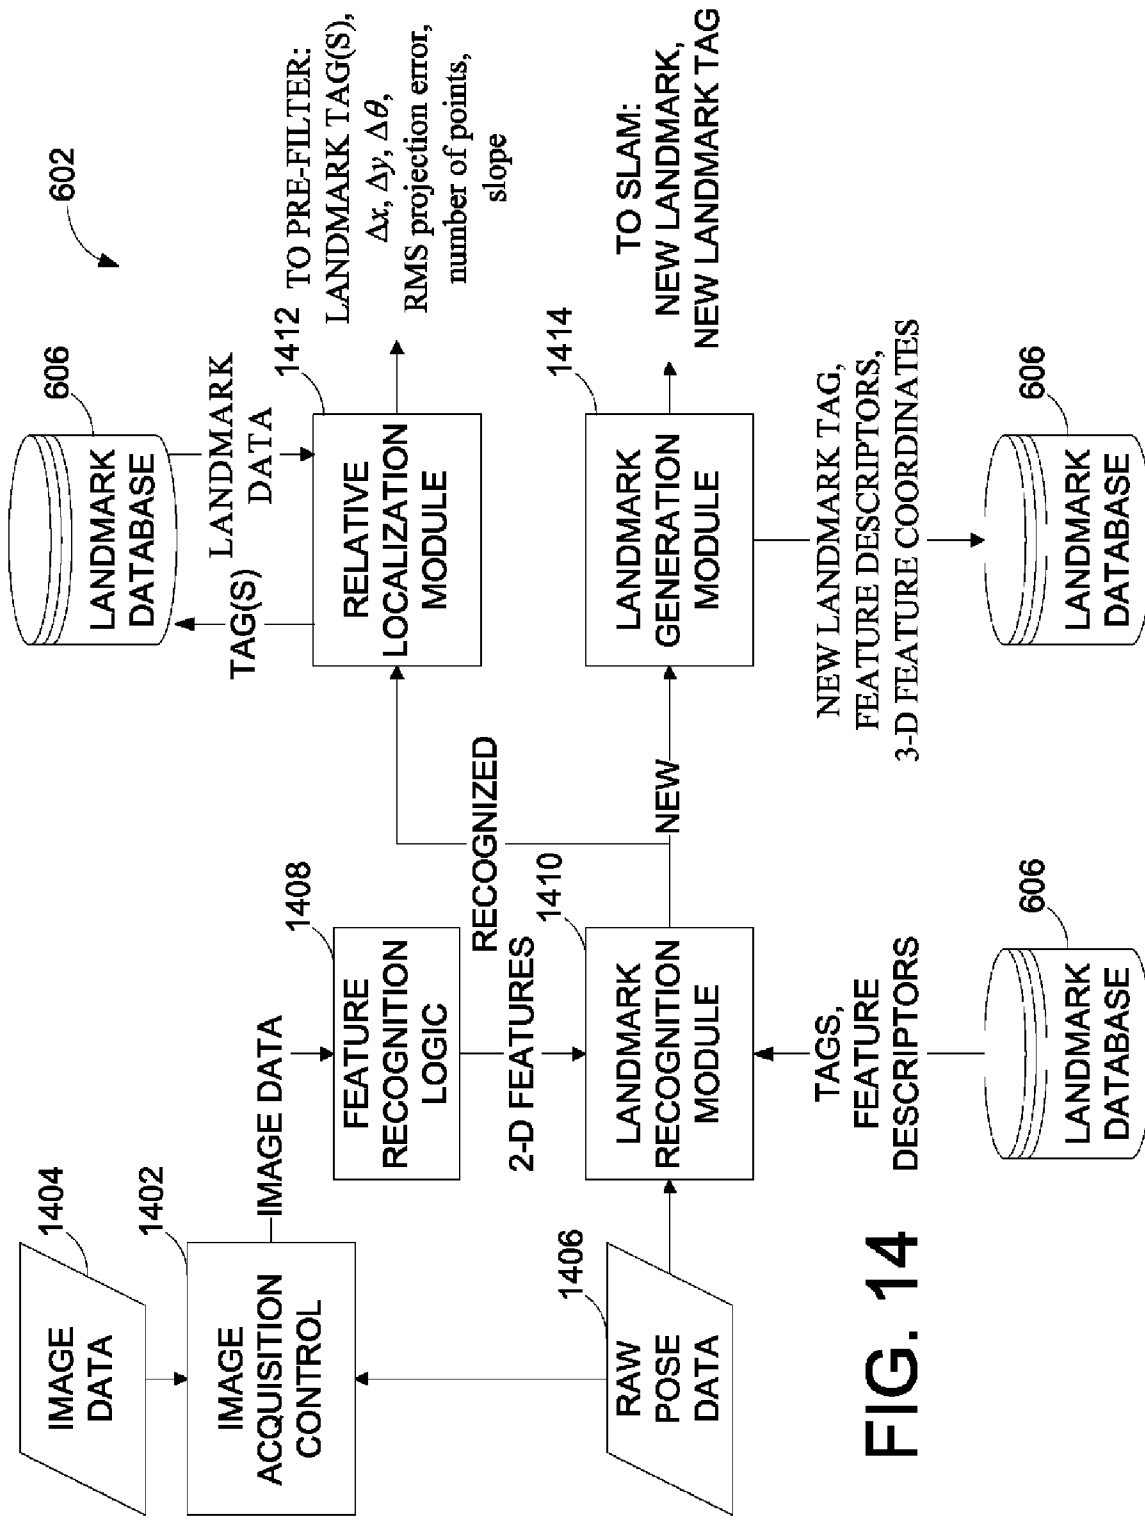 602
IMAGE
DATA
1404
IMAGE
ACQUISITION
CONTROL
1402
RAW
POSE
DATA
1406
IMAGE DATA
FEATURE
RECOGNITION
LOGIC
1408
2-D FEATURES
LANDMARK
RECOGNITION
MODULE
1410
TAGS,
FEATURE
DESCRIPTORS
LANDMARK
DATABASE
606
RECOGNIZED
NEW
LANDMARK
DATABASE
606
TAG(S)
LANDMARK
DATA
RELATIVE
LOCALIZATION
MODULE
1412
TO PRE-FILTER:
LANDMARK TAG(S),
Δx, Δy, Δθ,
RMS projection error,
number of points,
slope
LANDMARK
GENERATION
MODULE
1414
TO SLAM:
NEW LANDMARK,
NEW LANDMARK TAG
NEW LANDMARK TAG,
FEATURE DESCRIPTORS,
3-D FEATURE COORDINATES
LANDMARK
DATABASE
606
FIG. 14